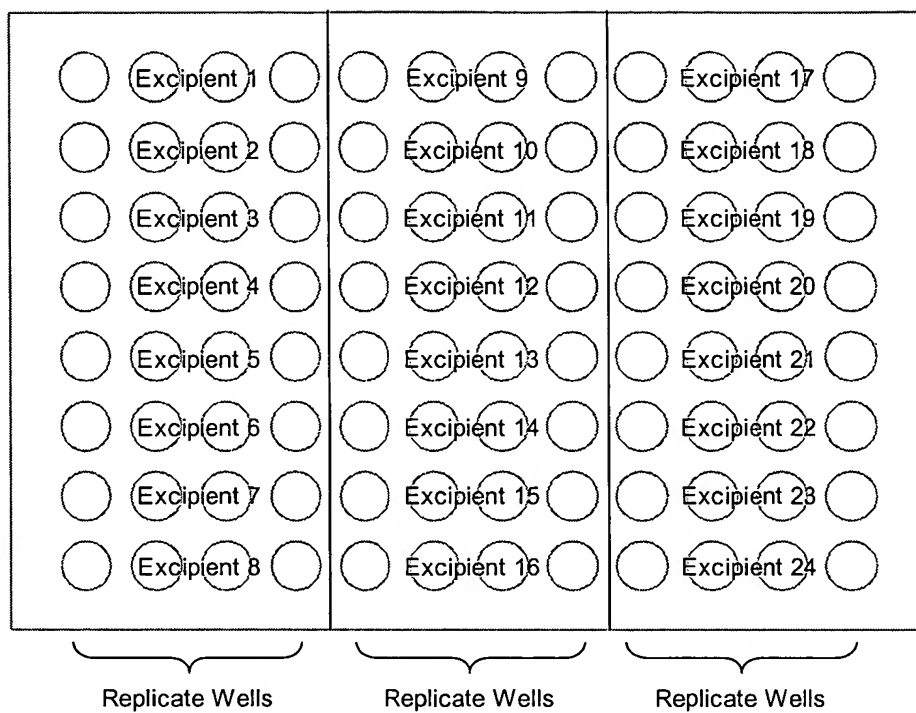 Excipient 1 Excipient 9 Excipient 17
Excipient 2 Excipient 10 Excipient 18
Excipient 3 Excipient 11 Excipient 19
Excipient 4 Excipient 12 Excipient 20
Excipient 5 Excipient 13 Excipient 21
Excipient 6 Excipient 14 Excipient 22
Excipient 7 Excipient 15 Excipient 23
Excipient 8 Excipient 16 Excipient 24
Replicate Wells Replicate Wells Replicate Wells